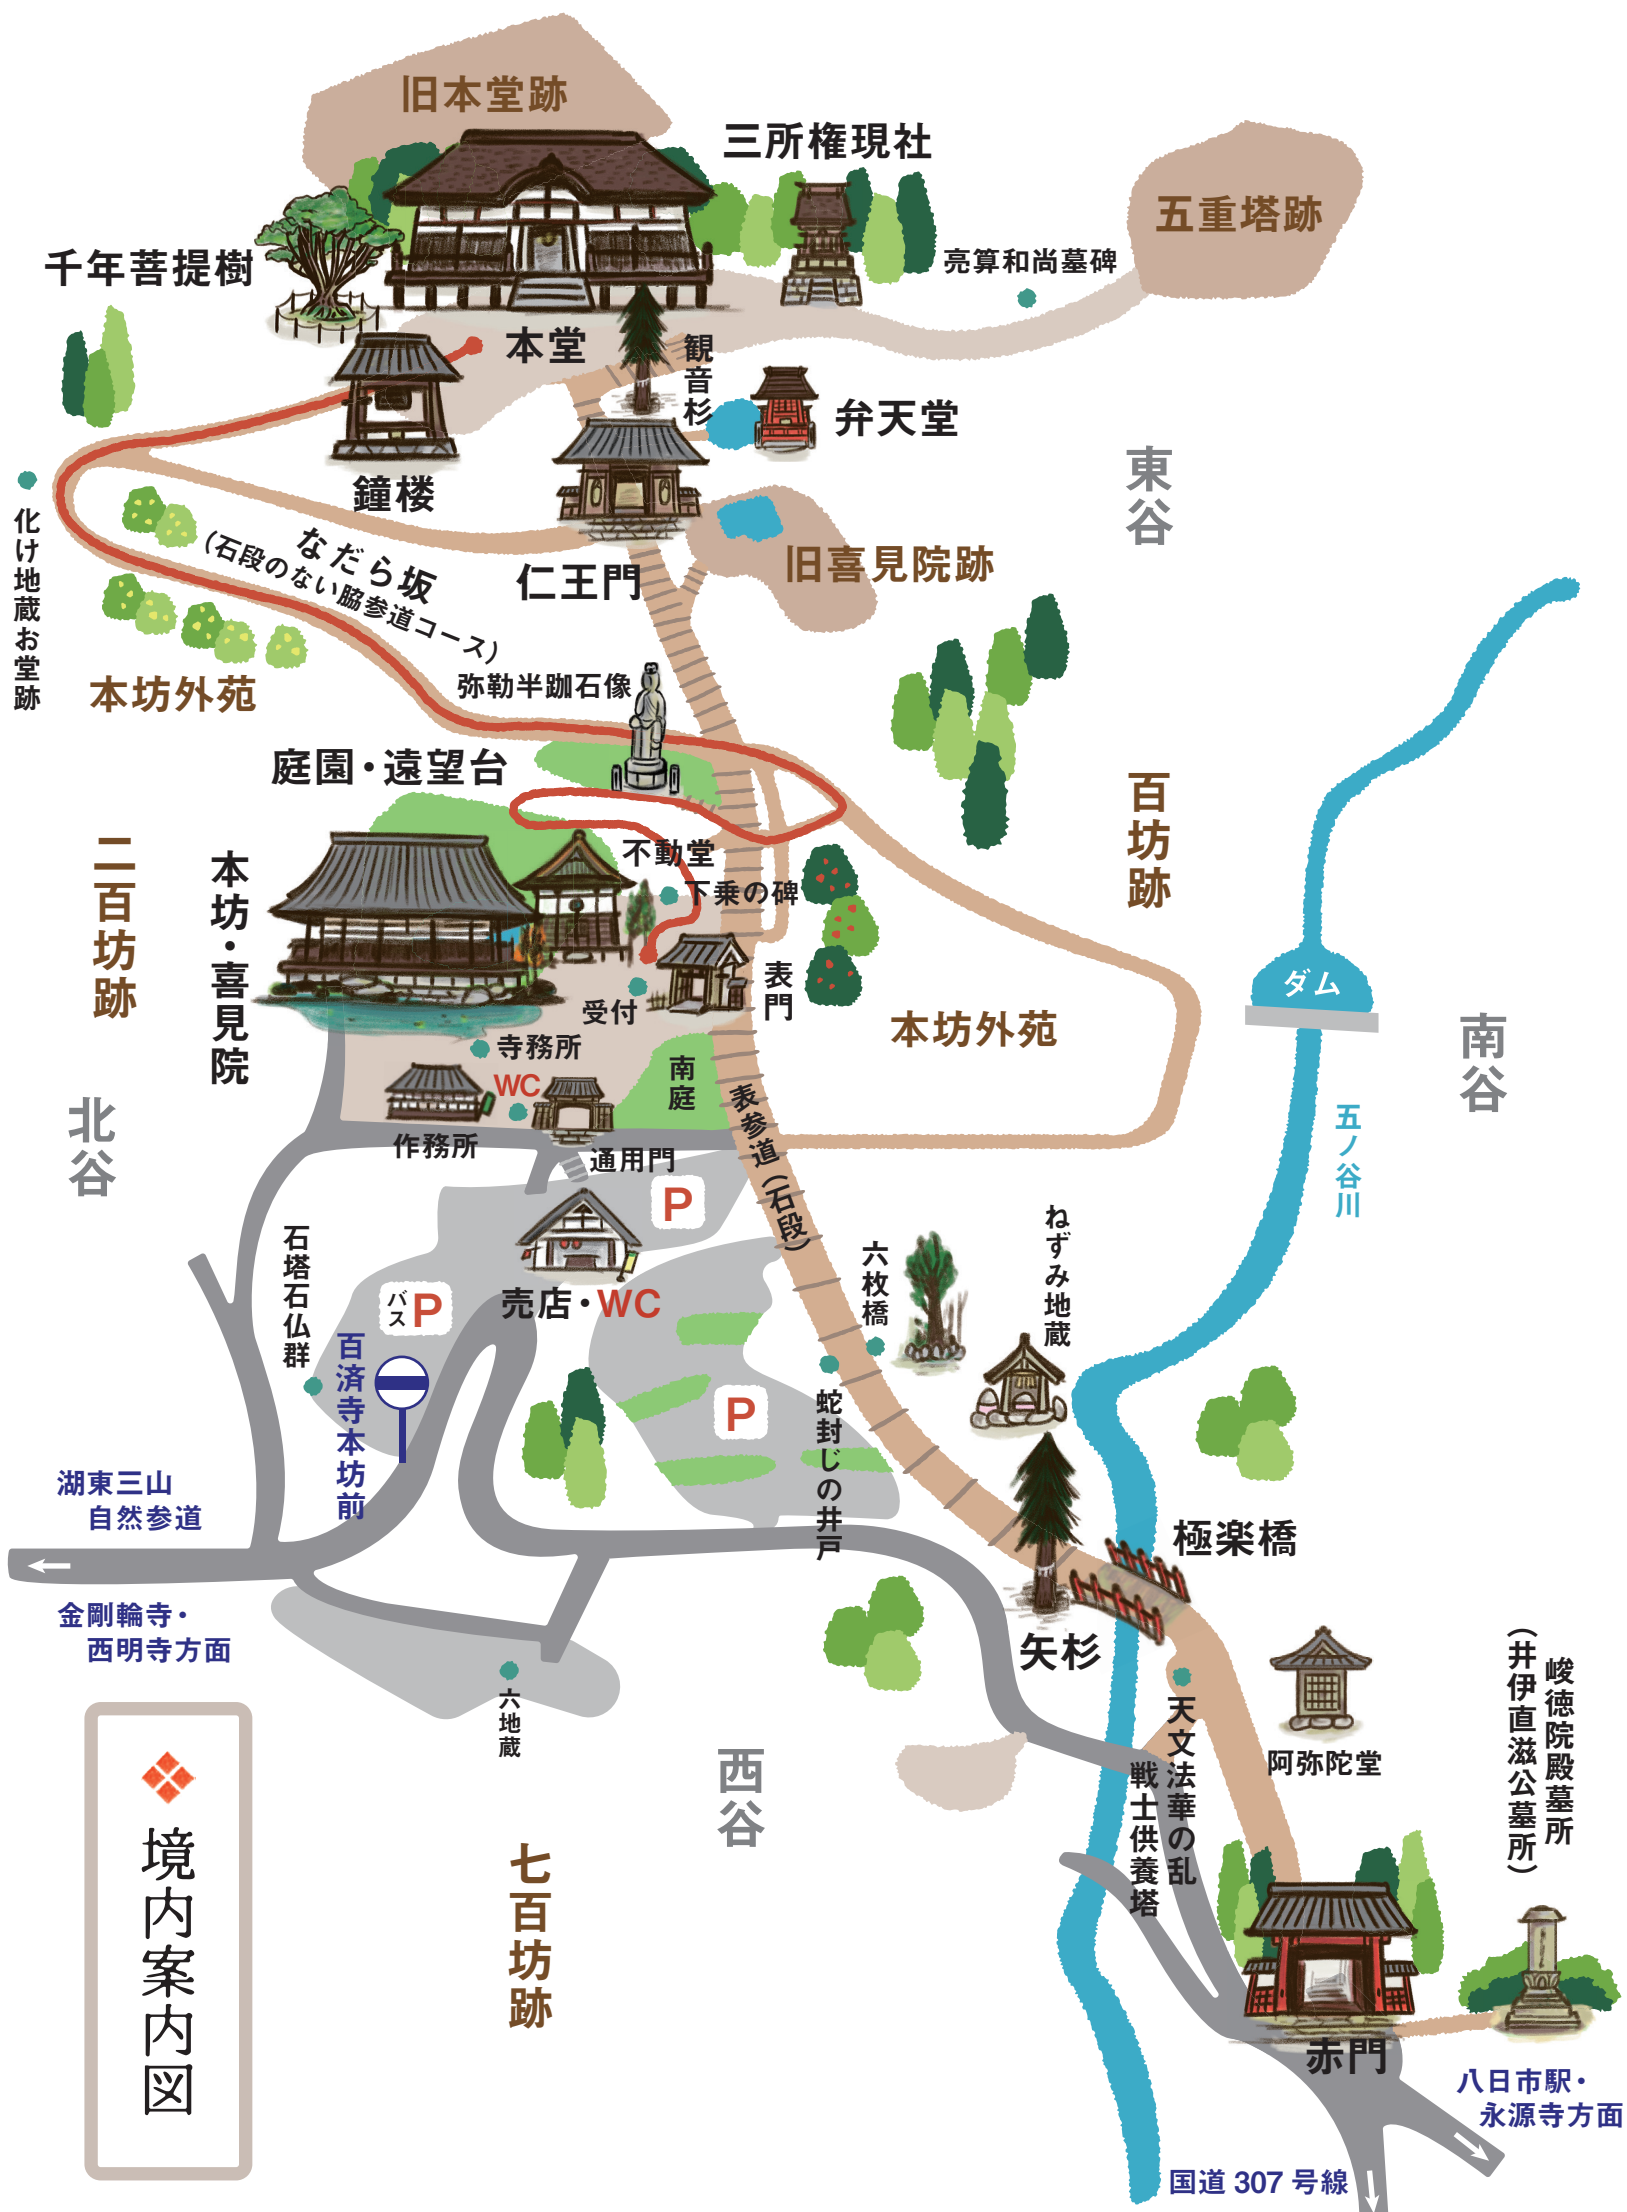 旧本堂跡
三所権現社
五重塔跡
千年菩提樹
亮算和尚墓碑
本堂
観音杉
弁天堂
鐘楼
東谷
化け地蔵お堂跡
なだら坂
（石段のない脇参道コース）
仁王門
旧喜見院跡
本坊外苑
弥勒半跏石像
庭園・遠望台
百坊跡
二百坊跡
本坊・喜見院
不動堂
下乗の碑
表門
受付
本坊外苑
ダム
南谷
寺務所
WC
南庭
表参道（石段）
北谷
作務所
通用門
五ノ谷川
P
石塔石仏群
バス
P
売店・WC
六枚橋
ねずみ地蔵
百済寺本坊前
P
蛇封じの井戸
湖東三山
自然参道
極楽橋
金剛輪寺・
西明寺方面
矢杉
六地蔵
天文法華の乱
戦士供養塔
阿弥陀堂
峻徳院殿墓所
（井伊直滋公墓所）
西谷
七百坊跡
境内案内図
赤門
八日市駅・
永源寺方面
国道 307 号線